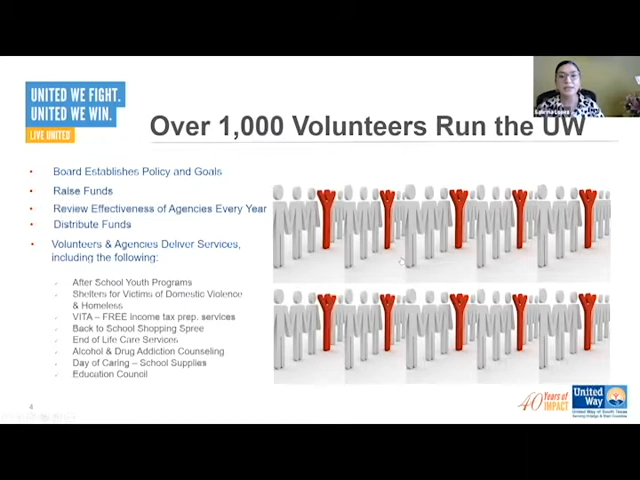 UNITED WE FIGHT.
UNITED WE WIN.
LIVE UNITED
Over 1,000 Volunteers Run the UW
Board Establishes Policy and Goals
Raise Funds
Review Effectiveness of Agencies Every Year
Distribute Funds
Volunteers & Agencies Deliver Services,
including the following:
After School Youth Programs
Shelters for Victims of Domestic Violence
& Homeless
VITA – FREE income tax prep. services
Back to School Shopping Spree
End of Life Care Services
Alcohol & Drug Addiction Counseling
Day of Caring – School Supplies
Education Council
4
40 Years of
IMPACT
United
Way
United Way of South Texas